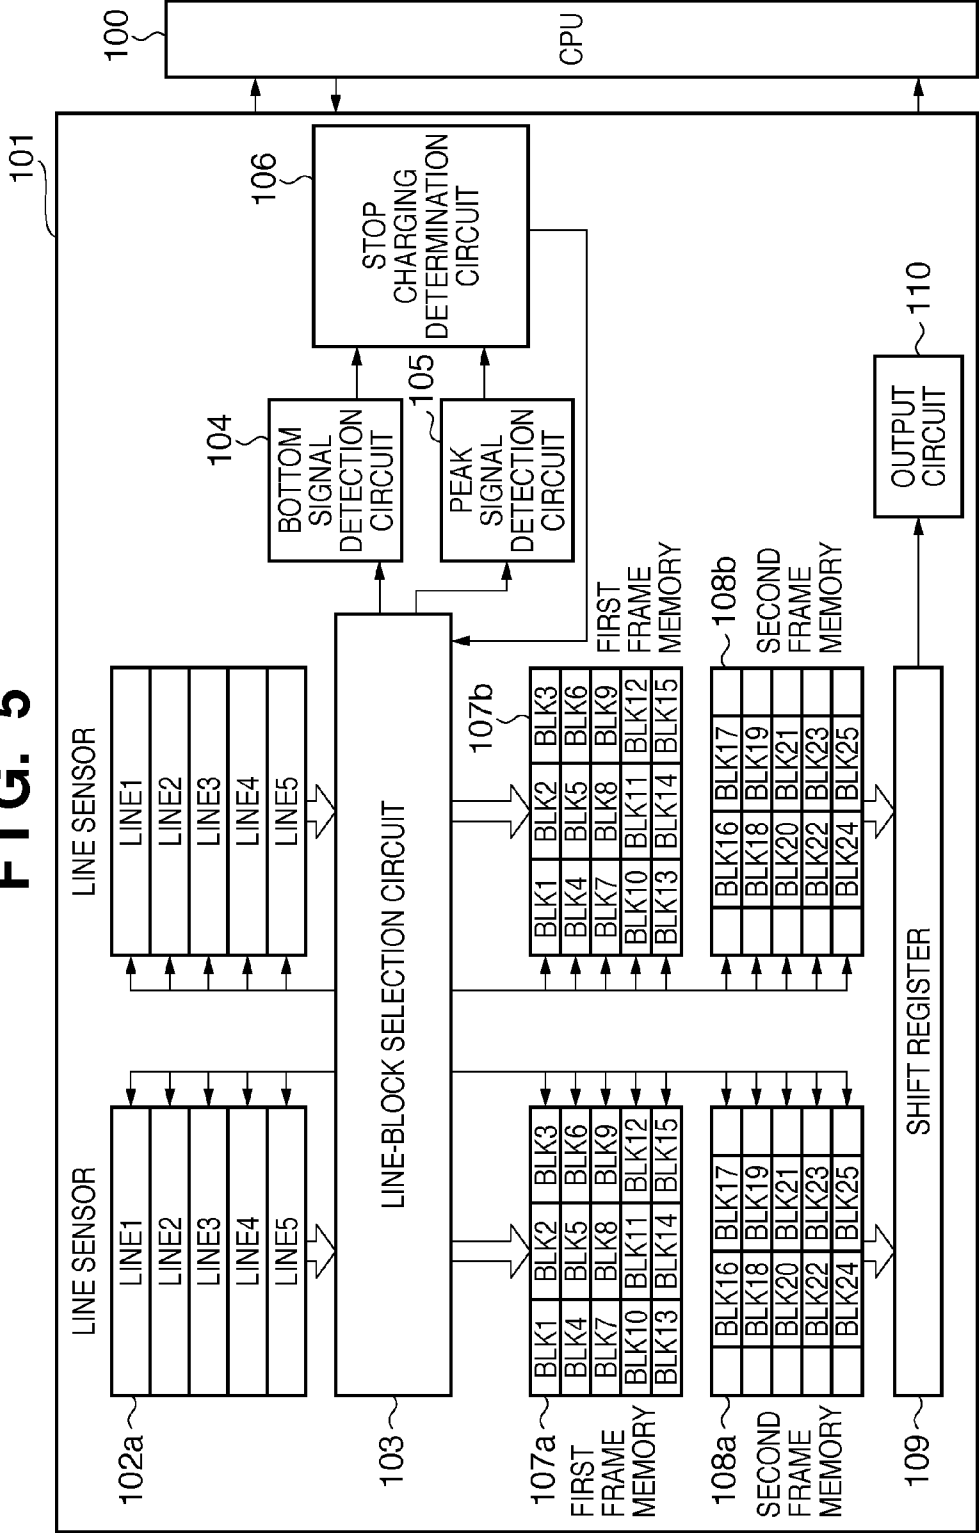 FIG. 5
101
LINE SENSOR
LINE SENSOR
100
102a
LINE1
LINE2
LINE3
LINE4
LINE5
LINE1
LINE2
LINE3
LINE4
LINE5
104
106
BOTTOM
SIGNAL
DETECTION
CIRCUIT
STOP
CHARGING
DETERMINATION
CIRCUIT
103
LINE-BLOCK SELECTION CIRCUIT
105
PEAK
SIGNAL
DETECTION
CIRCUIT
CPU
107a
FIRST
FRAME
MEMORY
BLK1 BLK2 BLK3
BLK4 BLK5 BLK6
BLK7 BLK8 BLK9
BLK10 BLK11 BLK12
BLK13 BLK14 BLK15
107b
BLK1 BLK2 BLK3
BLK4 BLK5 BLK6
BLK7 BLK8 BLK9
BLK10 BLK11 BLK12
BLK13 BLK14 BLK15
FIRST
FRAME
MEMORY
108a
SECOND
FRAME
MEMORY
BLK16 BLK17
BLK18 BLK19
BLK20 BLK21
BLK22 BLK23
BLK24 BLK25
108b
BLK16 BLK17
BLK18 BLK19
BLK20 BLK21
BLK22 BLK23
BLK24 BLK25
SECOND
FRAME
MEMORY
109
SHIFT REGISTER
OUTPUT
CIRCUIT
110